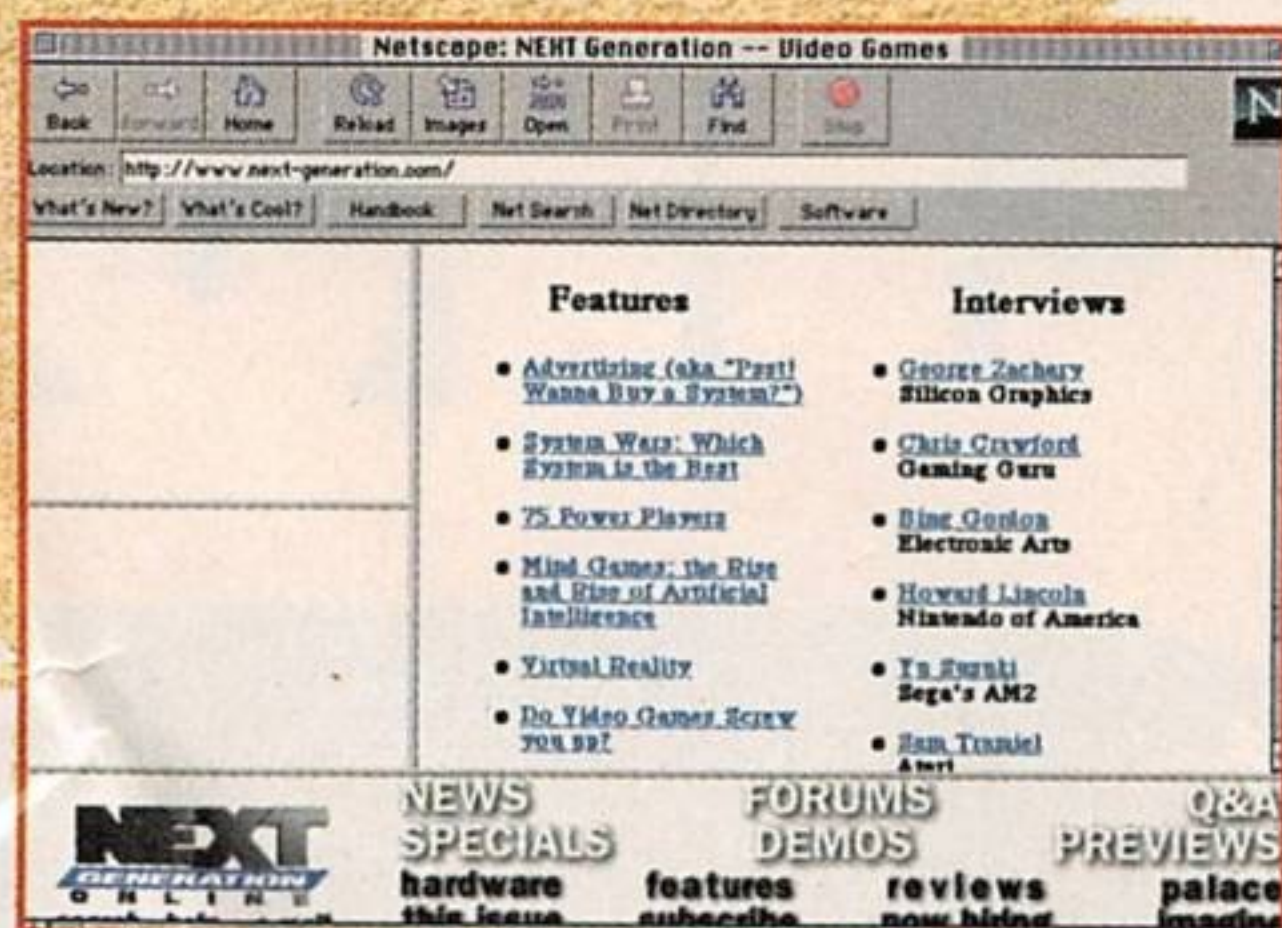 Netscape: NEXT Generation -- Video Games
Back Forward Home Reload Images Open Print Find Stop
N
Location: http://www.next-generation.com/
What's New? What's Cool? Handbook Net Search Net Directory Software
Features
Advertising (aka "Psst!
Wanna Buy a System?")
System Wars: Which
System is the Best
75 Power Players
Mind Games: the Rise
and Rise of Artificial
Intelligence
Virtual Reality
Do Video Games Screw
you up?
Interviews
George Zachary
Silicon Graphics
Chris Crawford
Gaming Guru
Bing Gordon
Electronic Arts
Howard Lincoln
Nintendo of America
Yu Suzuki
Sega's AM2
Sam Tramiel
Atari
NEXT
GENERATION
ONLINE
NEWS FORUMS Q&A
SPECIALS DEMOS PREVIEWS
hardware features reviews palace
this issue subscribe now hiring imagine